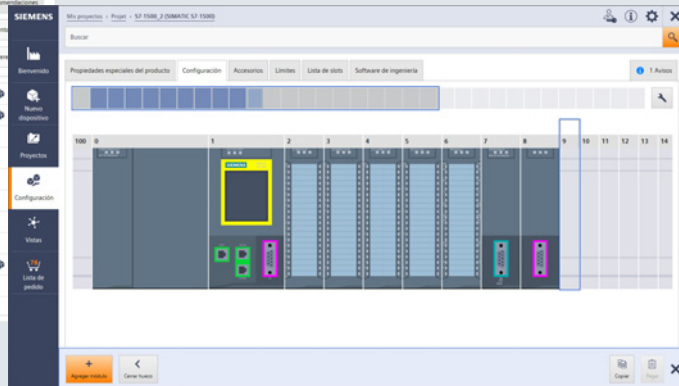 omendaciones
SIEMENS
Mis proyectos › Projet › S7-1500_2 (SIMATIC S7-1500)
Buscar
Bienvenido
Propiedades especiales del producto
Configuración
Accesorios
Límites
Lista de slots
Software de ingeniería
1 Avisos
Nuevo
dispositivo
Proyectos
Configuración
Vistas
Lista de
pedido
100 0 1 2 3 4 5 6 7 8 9 10 11 12 13 14
SIEMENS
Agregar módulo
Cerrar hueco
Copiar
Pegar